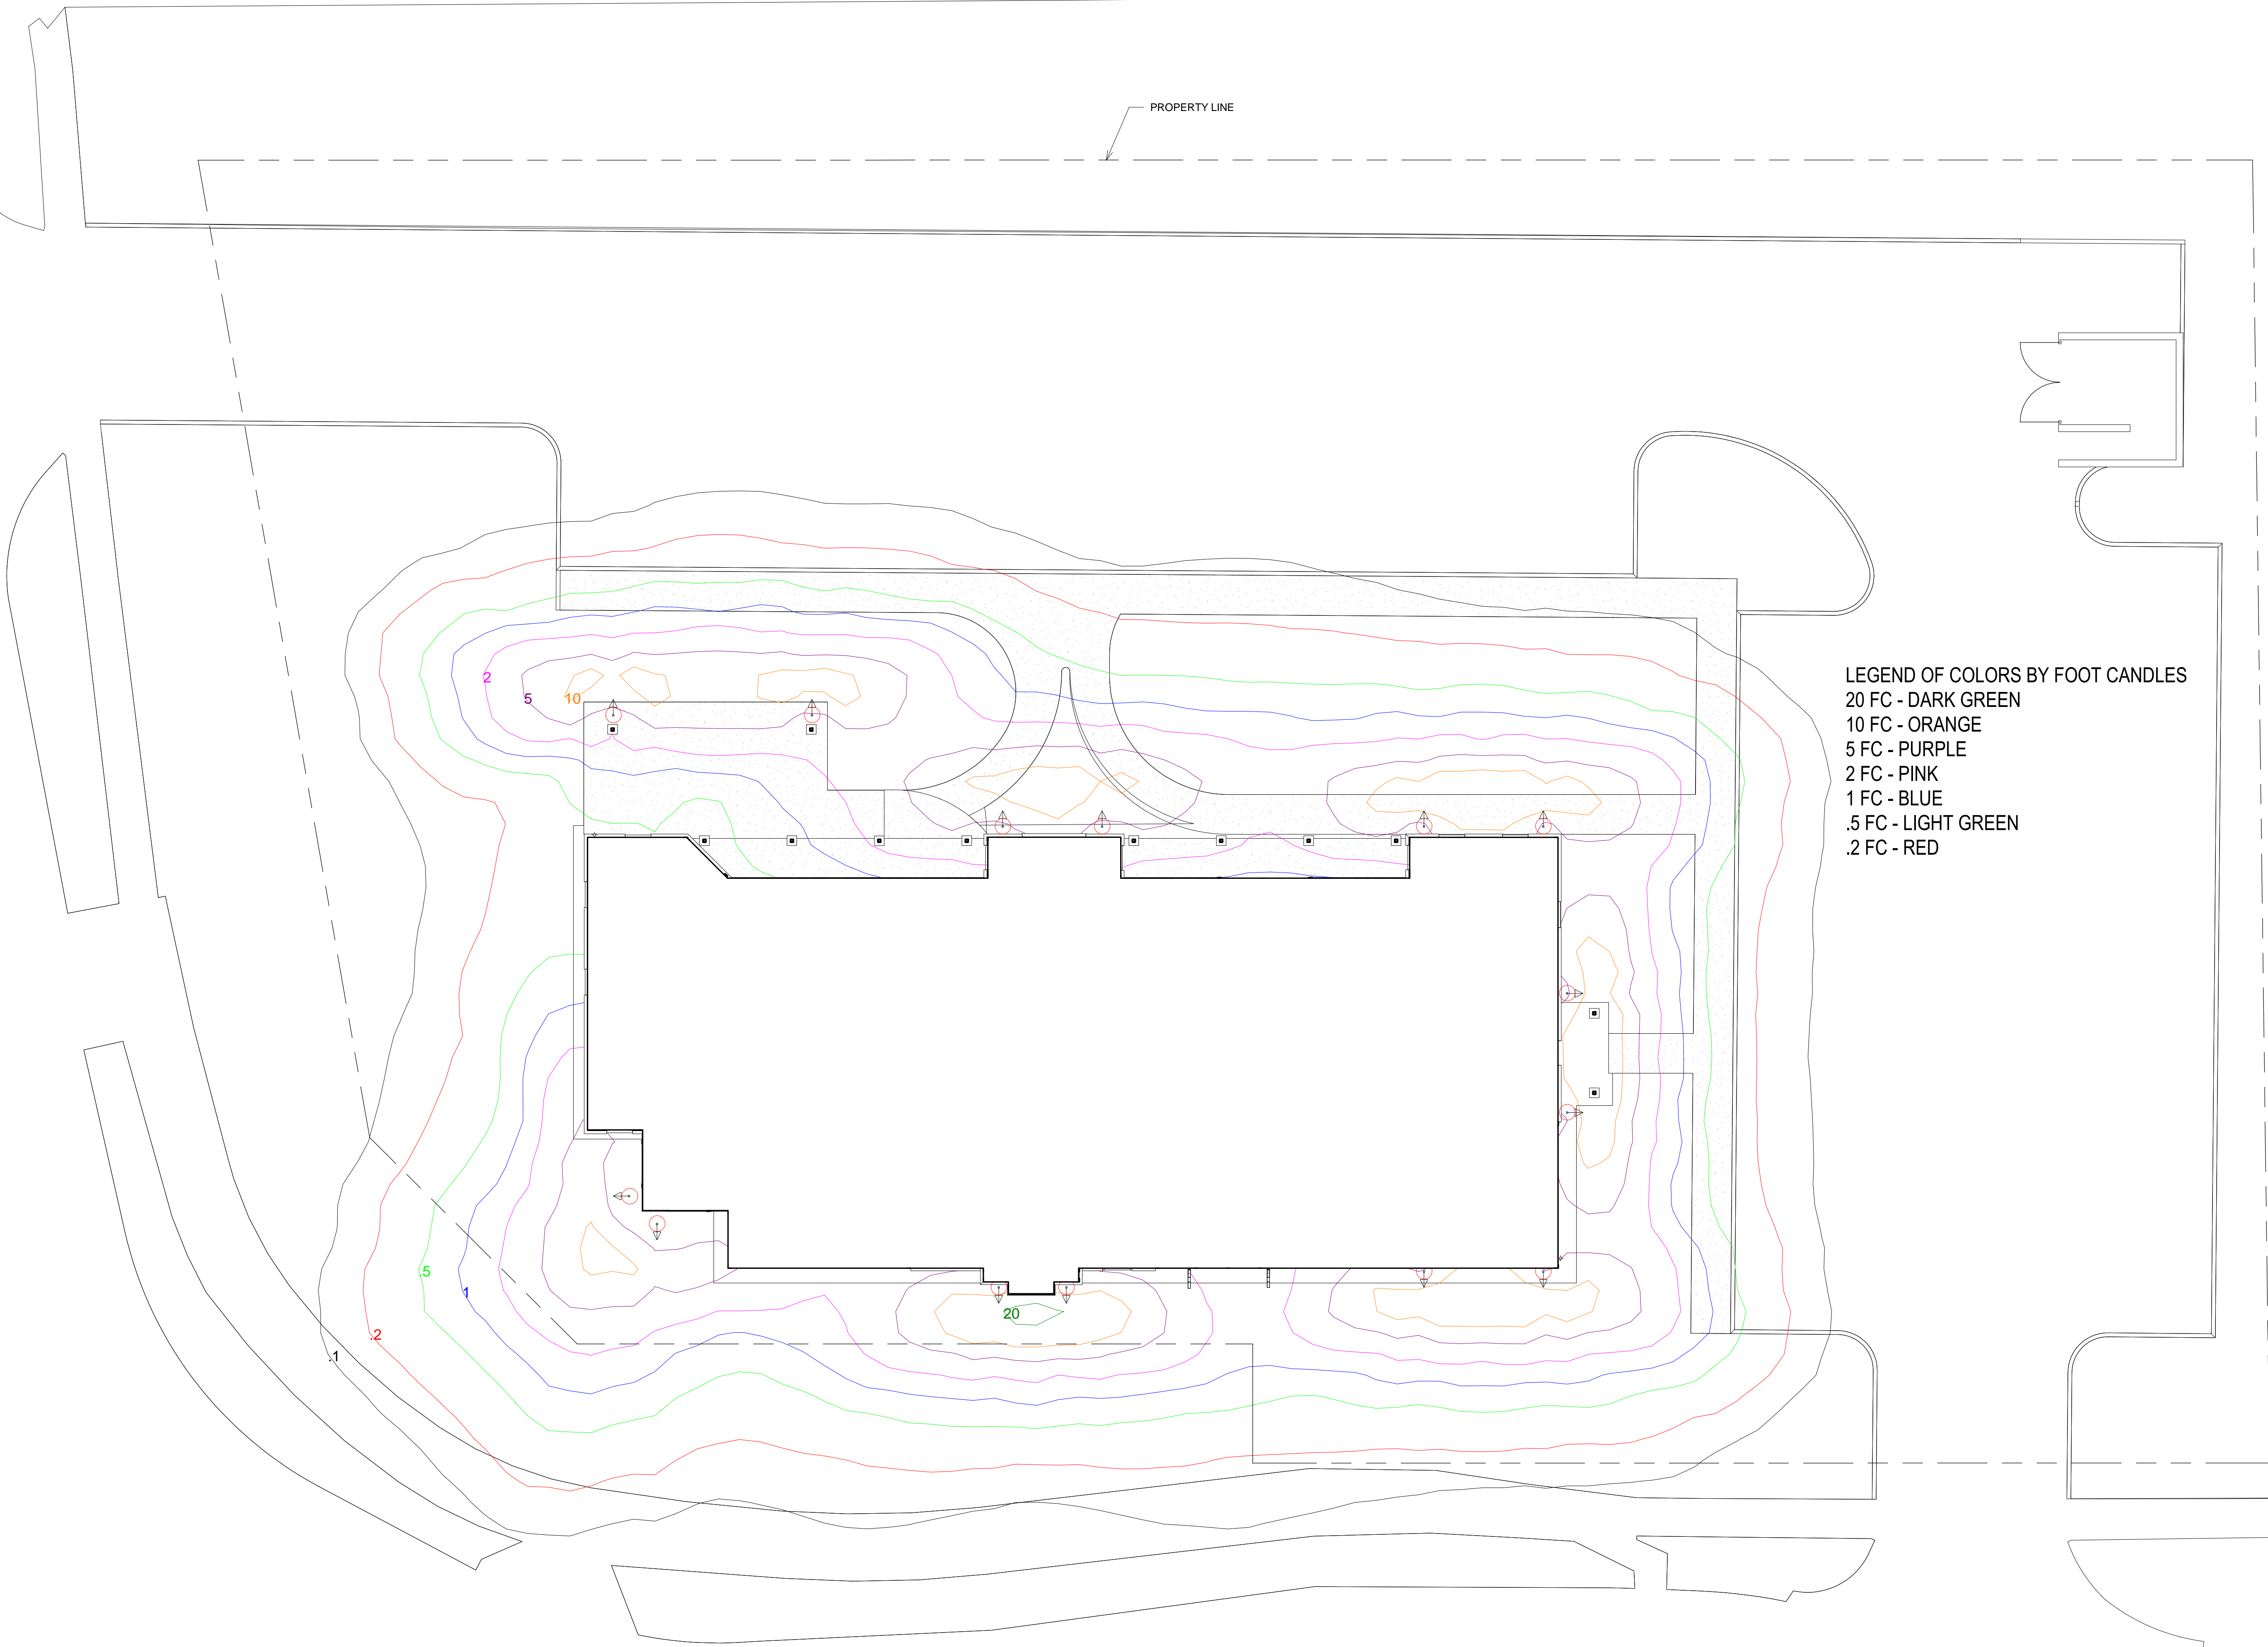 PROPERTY LINE
2
5
10
LEGEND OF COLORS BY FOOT CANDLES
20 FC - DARK GREEN
10 FC - ORANGE
5 FC - PURPLE
2 FC - PINK
1 FC - BLUE
.5 FC - LIGHT GREEN
.2 FC - RED
.5
1
20
.2
.1